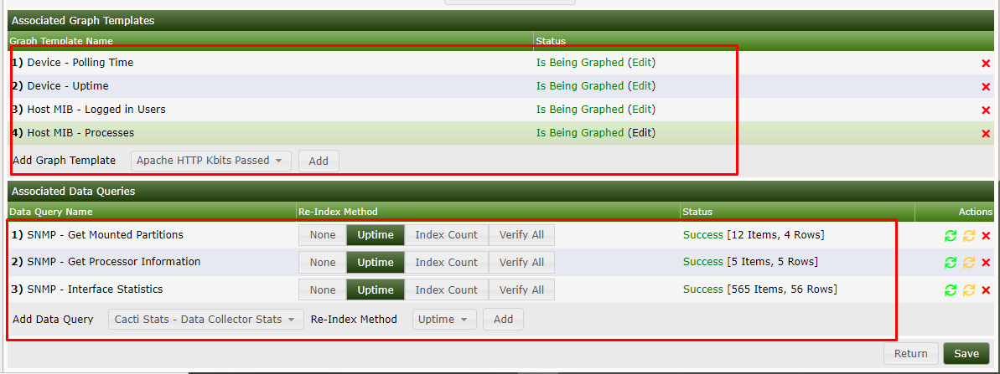 Associated Graph Templates
Graph Template Name Status
1) Device - Polling Time Is Being Graphed (Edit)
2) Device - Uptime Is Being Graphed (Edit)
3) Host MIB - Logged in Users Is Being Graphed (Edit)
4) Host MIB - Processes Is Being Graphed (Edit)
Add Graph Template Apache HTTP Kbits Passed Add
Associated Data Queries
Data Query Name Re-Index Method Status Actions
1) SNMP - Get Mounted Partitions None Uptime Index Count Verify All Success [12 Items, 4 Rows]
2) SNMP - Get Processor Information None Uptime Index Count Verify All Success [5 Items, 5 Rows]
3) SNMP - Interface Statistics None Uptime Index Count Verify All Success [565 Items, 56 Rows]
Add Data Query Cacti Stats - Data Collector Stats Re-Index Method Uptime Add
Return Save